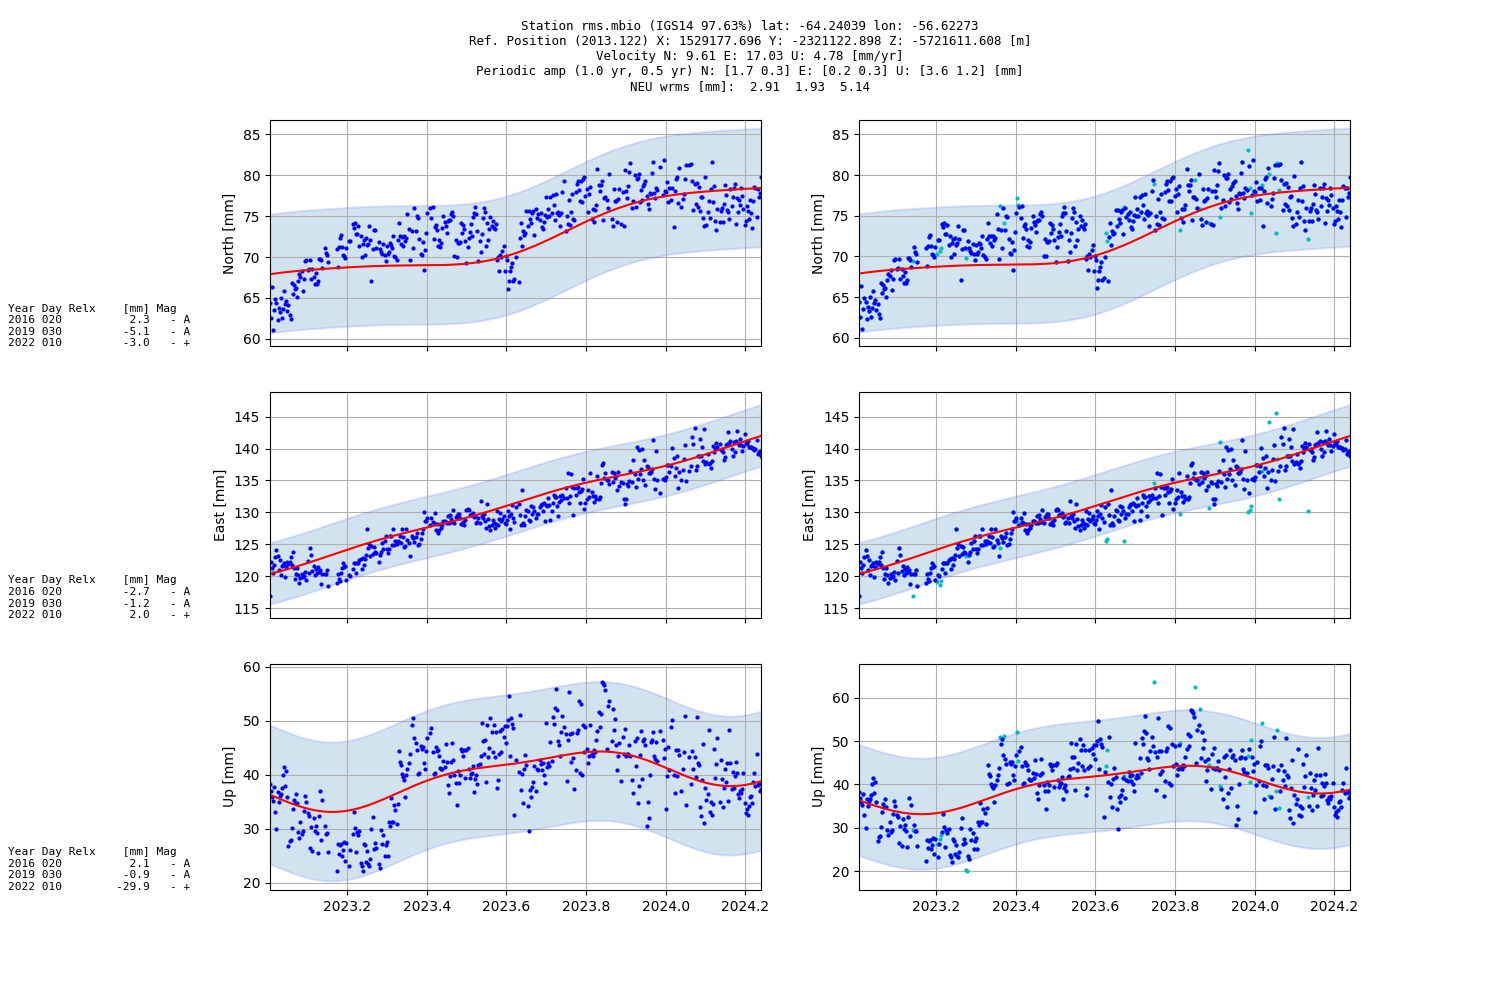 Station rms.mbio (IGS14 97.63%) lat: -64.24039 lon: -56.62273
Ref. Position (2013.122) X: 1529177.696 Y: -2321122.898 Z: -5721611.608 [m]
Velocity N: 9.61 E: 17.03 U: 4.78 [mm/yr]
Periodic amp (1.0 yr, 0.5 yr) N: [1.7 0.3] E: [0.2 0.3] U: [3.6 1.2] [mm]
NEU wrms [mm]: 2.91 1.93 5.14
Year Day Relx [mm] Mag
2016 020 2.3 - A
2019 030 -5.1 - A
2022 010 -3.0 - +
North [mm]
85
80
75
70
65
60
North [mm]
85
80
75
70
65
60
Year Day Relx [mm] Mag
2016 020 -2.7 - A
2019 030 -1.2 - A
2022 010 2.0 - +
East [mm]
145
140
135
130
125
120
115
East [mm]
145
140
135
130
125
120
115
Year Day Relx [mm] Mag
2016 020 2.1 - A
2019 030 -0.9 - A
2022 010 -29.9 - +
Up [mm]
60
50
40
30
20
2023.2 2023.4 2023.6 2023.8 2024.0 2024.2
Up [mm]
60
50
40
30
20
2023.2 2023.4 2023.6 2023.8 2024.0 2024.2